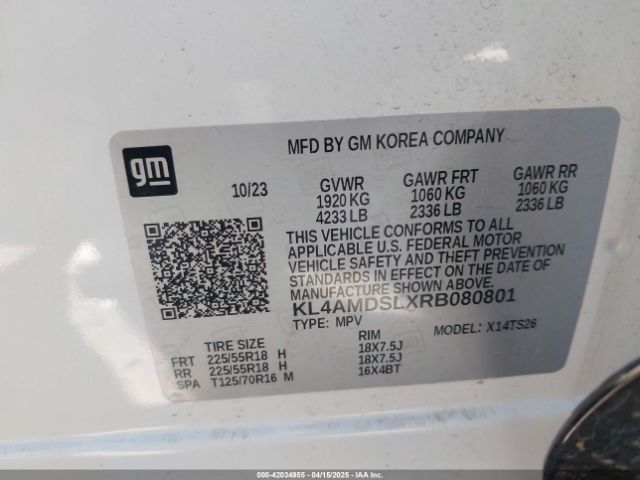 MFD BY GM KOREA COMPANY
gm
10/23
GVWR GAWR FRT GAWR RR
1920 KG 1060 KG 1060 KG
4233 LB 2336 LB 2336 LB
THIS VEHICLE CONFORMS TO ALL
APPLICABLE U.S. FEDERAL MOTOR
VEHICLE SAFETY AND THEFT PREVENTION
STANDARDS IN EFFECT ON DATE OF
MANUFACTURE SHOWN ABOVE.
KL4AMDSLXRB080801
TYPE: MPV MODEL: X14TS26
TIRE SIZE RIM
FRT 225/55R18 H 18X7.5J
RR 225/55R18 H 18X7.5J
SPA T125/70R16 M 16X4BT
000-42034955 04/15/2025 IAAI.CA